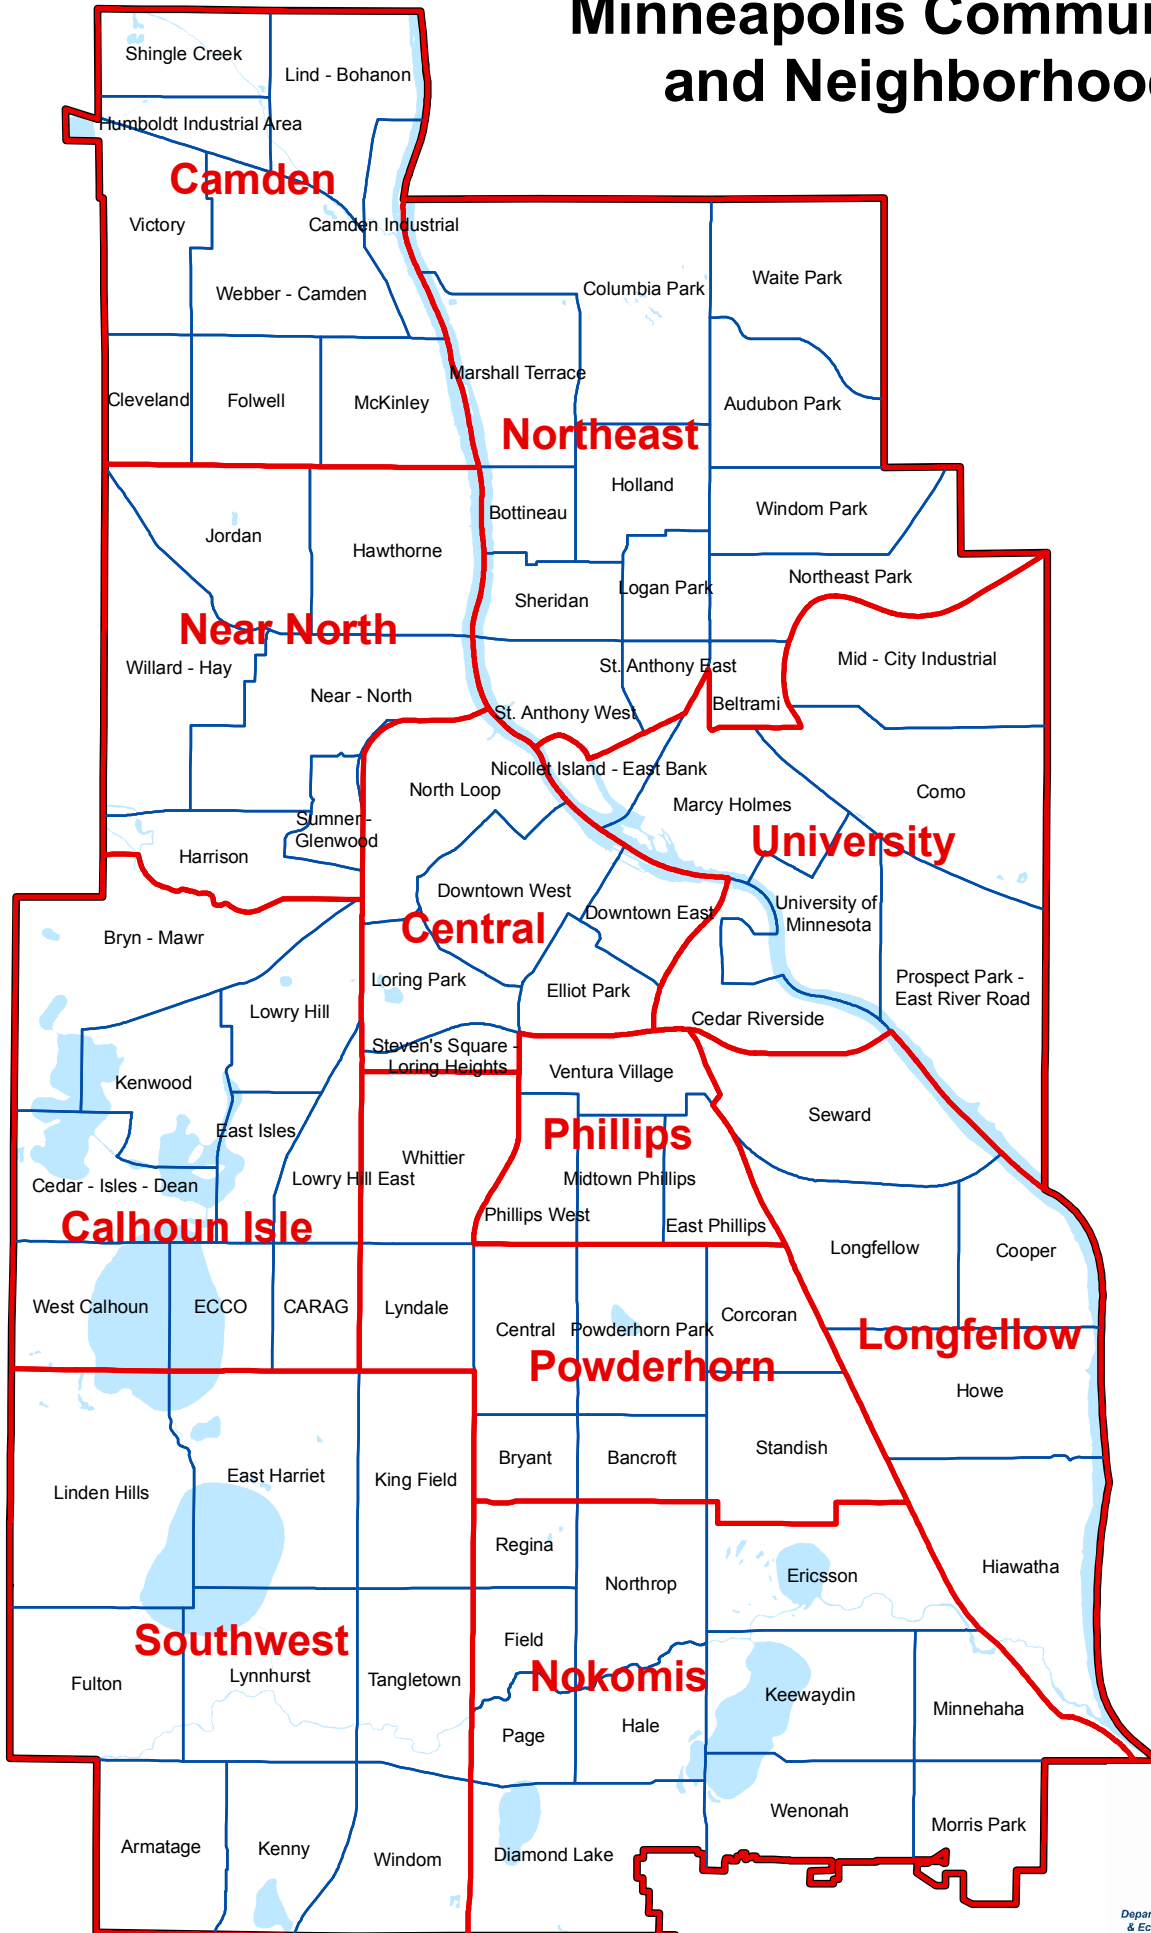 Minneapolis Commun
and Neighborhoo
Shingle Creek
Lind - Bohanon
Humboldt Industrial Area
Camden
Victory
Camden Industrial
Webber - Camden
Columbia Park
Waite Park
Marshall Terrace
Cleveland
Folwell
McKinley
Audubon Park
Northeast
Holland
Bottineau
Windom Park
Jordan
Hawthorne
Northeast Park
Logan Park
Sheridan
Near North
Willard - Hay
Near - North
St. Anthony East
Mid - City Industrial
Beltrami
St. Anthony West
Nicollet Island - East Bank
North Loop
Marcy Holmes
Como
Sumner -
Glenwood
University
Harrison
Downtown West
Downtown East
University of
Minnesota
Central
Bryn - Mawr
Loring Park
Elliot Park
Prospect Park -
East River Road
Lowry Hill
Cedar Riverside
Steven's Square -
Loring Heights
Ventura Village
Kenwood
Seward
East Isles
Phillips
Whittier
Lowry Hill East
Midtown Phillips
Cedar - Isles - Dean
Phillips West
East Phillips
Calhoun Isle
Longfellow
Cooper
West Calhoun
ECCO
CARAG
Lyndale
Corcoran
Central
Powderhorn Park
Longfellow
Powderhorn
Howe
Standish
Bryant
Bancroft
East Harriet
King Field
Linden Hills
Regina
Northrop
Ericsson
Hiawatha
Field
Southwest
Nokomis
Fulton
Lynnhurst
Tangletown
Keewaydin
Minnehaha
Page
Hale
Wenonah
Morris Park
Armatage
Kenny
Windom
Diamond Lake
Depar
& Ec